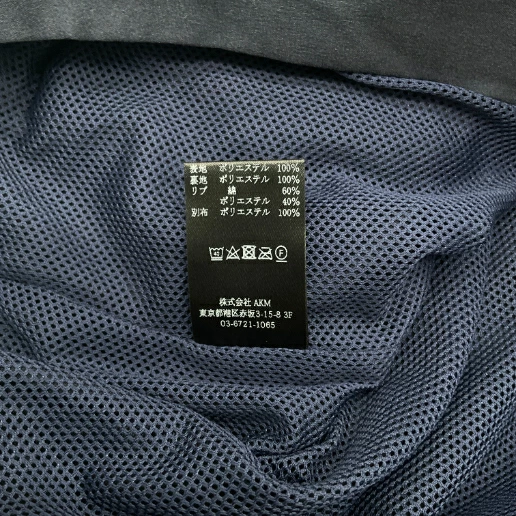 表地 ポリエステル 100%
裏地 ポリエステル 100%
リブ 綿 60%
ポリエステル 40%
別布 ポリエステル 100%
40 F
株式会社 AKM
東京都港区赤坂3-15-8 3F
03-6721-1065